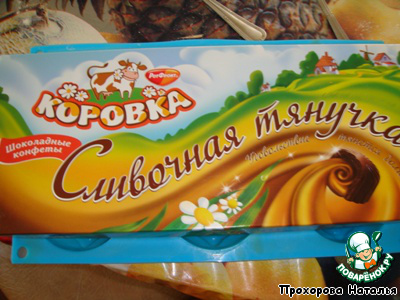 РотФронт
КОРОВКА
Шоколадные
конфеты
Сливочная тянучка
ПОВАРЁНОК.РУ
Прохорова Наталья